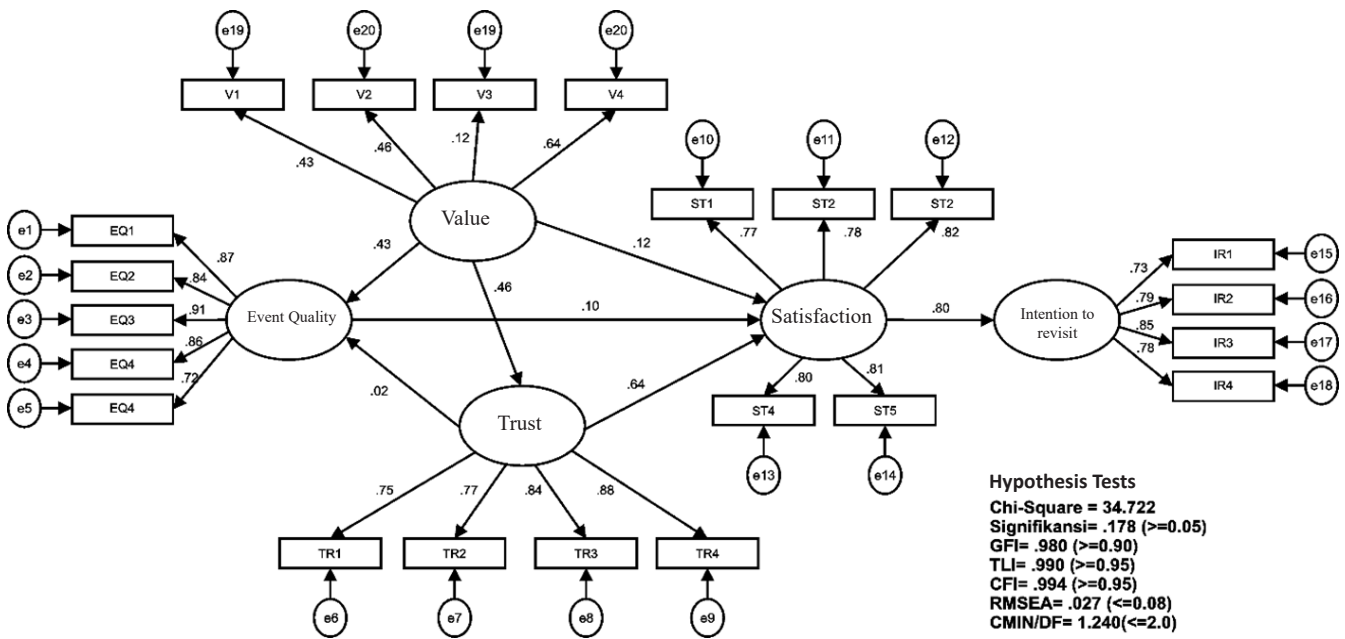 e19
e20
e19
e20
V1
V2
V3
V4
.43
.46
.12
.64
e10
e11
e12
ST1
ST2
ST2
.77
.78
.82
Value
.43
.46
.12
e1
EQ1
.87
e2
EQ2
.84
e3
EQ3
.91
e4
EQ4
.86
e5
EQ4
.72
Event Quality
.10
Satisfaction
.80
Intention to
revisit
.73
IR1
e15
.79
IR2
e16
.85
IR3
e17
.78
IR4
e18
.02
.64
.80
.81
ST4
ST5
e13
e14
Trust
.75
.77
.84
.88
TR1
TR2
TR3
TR4
e6
e7
e8
e9
Hypothesis Tests
Chi-Square = 34.722
Signifikansi= .178 (>=0.05)
GFI= .980 (>=0.90)
TLI= .990 (>=0.95)
CFI= .994 (>=0.95)
RMSEA= .027 (<=0.08)
CMIN/DF= 1.240(<=2.0)